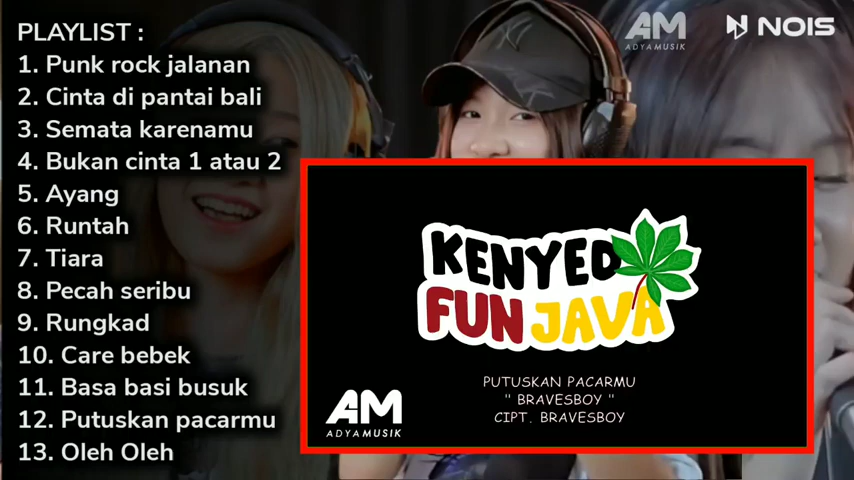 PLAYLIST :
1. Punk rock jalanan
2. Cinta di pantai bali
3. Semata karenamu
4. Bukan cinta 1 atau 2
5. Ayang
6. Runtah
7. Tiara
8. Pecah seribu
9. Rungkad
10. Care bebek
11. Basa basi busuk
12. Putuskan pacarmu
13. Oleh Oleh
AM
ADYAMUSIK
NOIS
KENYED
FUN JAVA
PUTUSKAN PACARMU
" BRAVESBOY "
CIPT. BRAVESBOY
AM
ADYAMUSIK